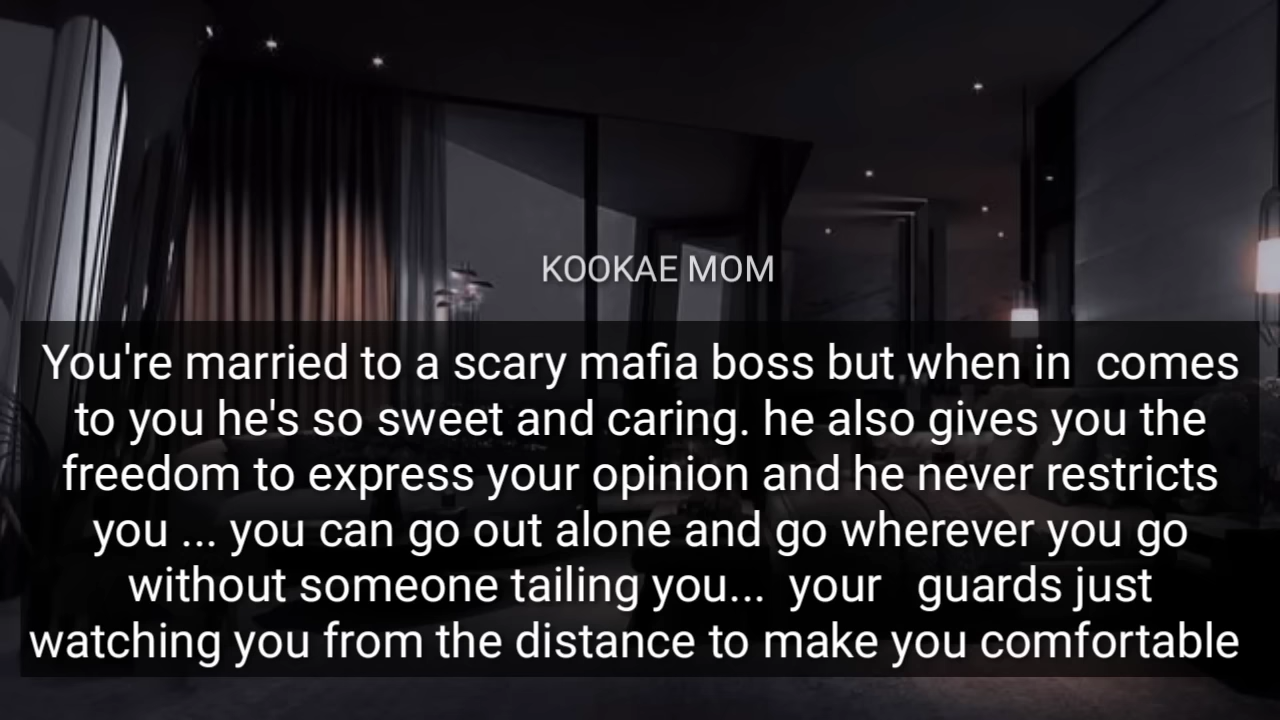 KOOKAE MOM
You're married to a scary mafia boss but when in comes
to you he's so sweet and caring. he also gives you the
freedom to express your opinion and he never restricts
you ... you can go out alone and go wherever you go
without someone tailing you... your guards just
watching you from the distance to make you comfortable